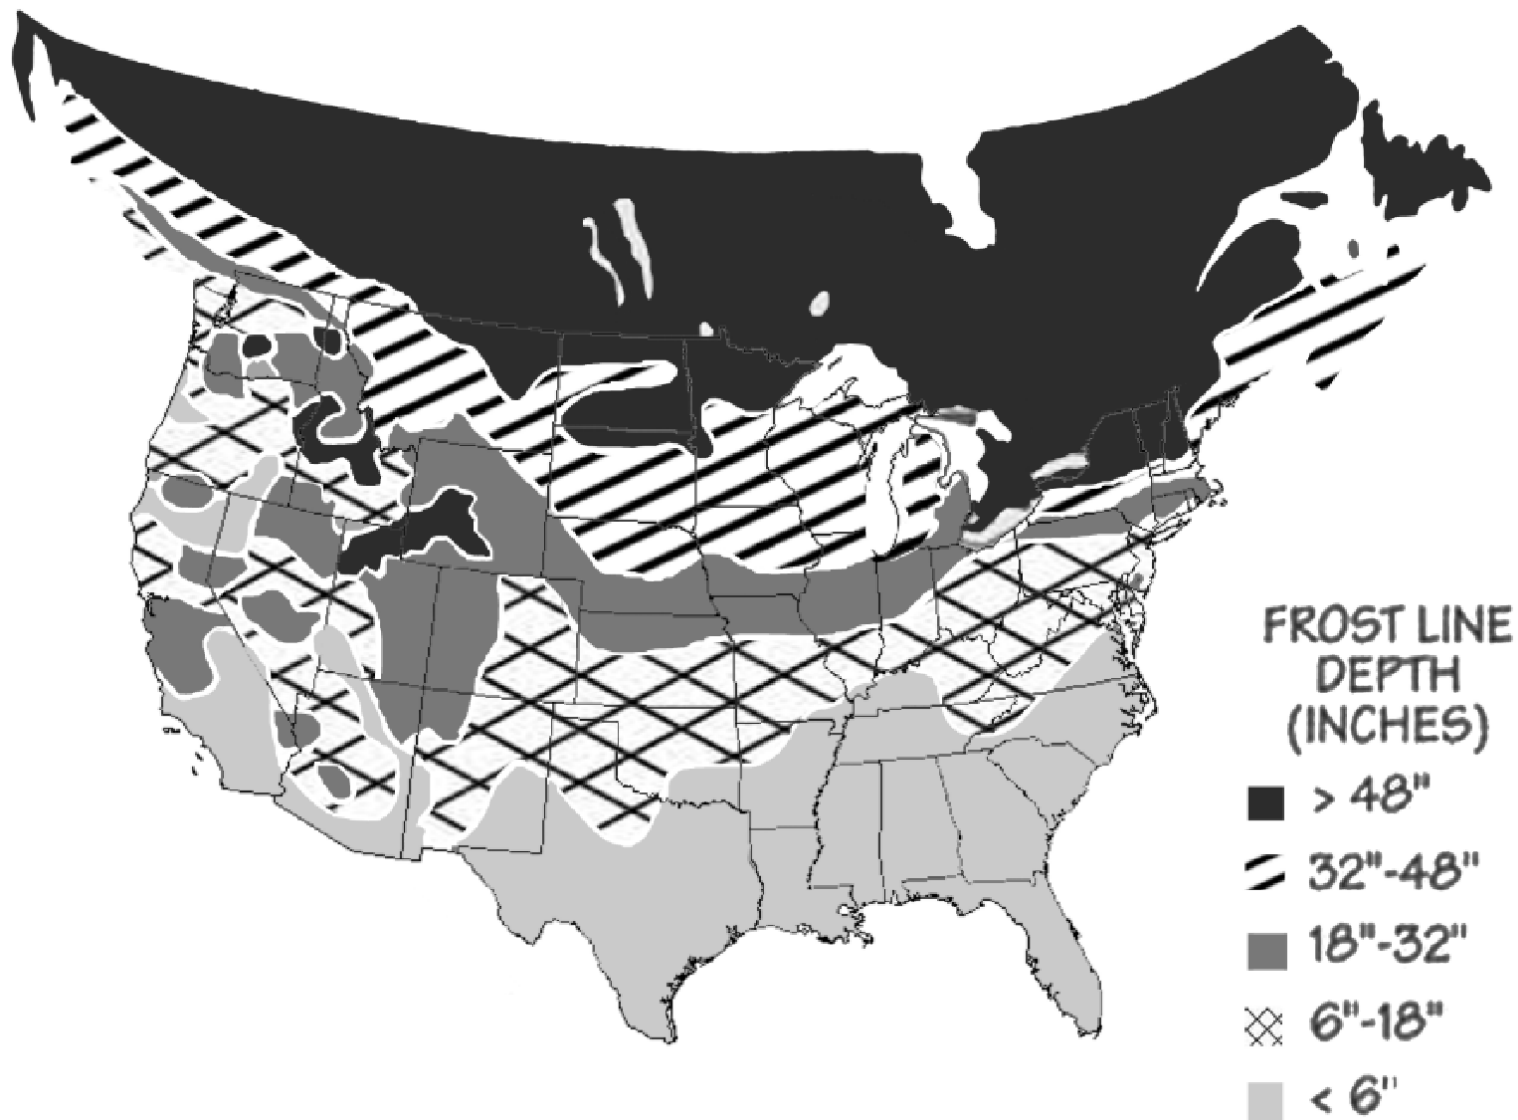 FROST LINE
DEPTH
(INCHES)
> 48"
32"-48"
18"-32"
6"-18"
< 6"